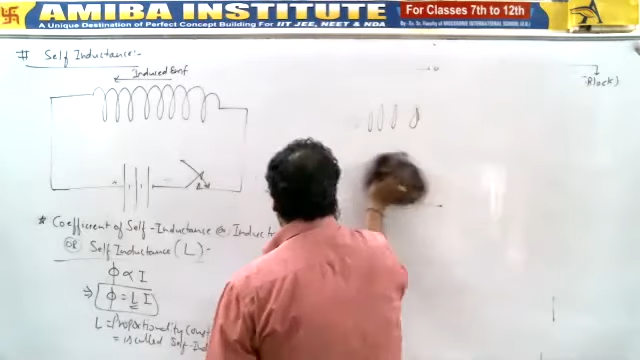 AMIBA INSTITUTE
A Unique Destination of Perfect Concept Building For IIT JEE, NEET & NDA
For Classes 7th to 12th
# Self Inductance:-
Induced Emf
(Block)
* Coefficient of Self-Inductance @ Induct
OR Self Inductance (L):-
ϕ ∝ I
⇒ ϕ = L I
L = Proportionality Const
= is called Self-Ind